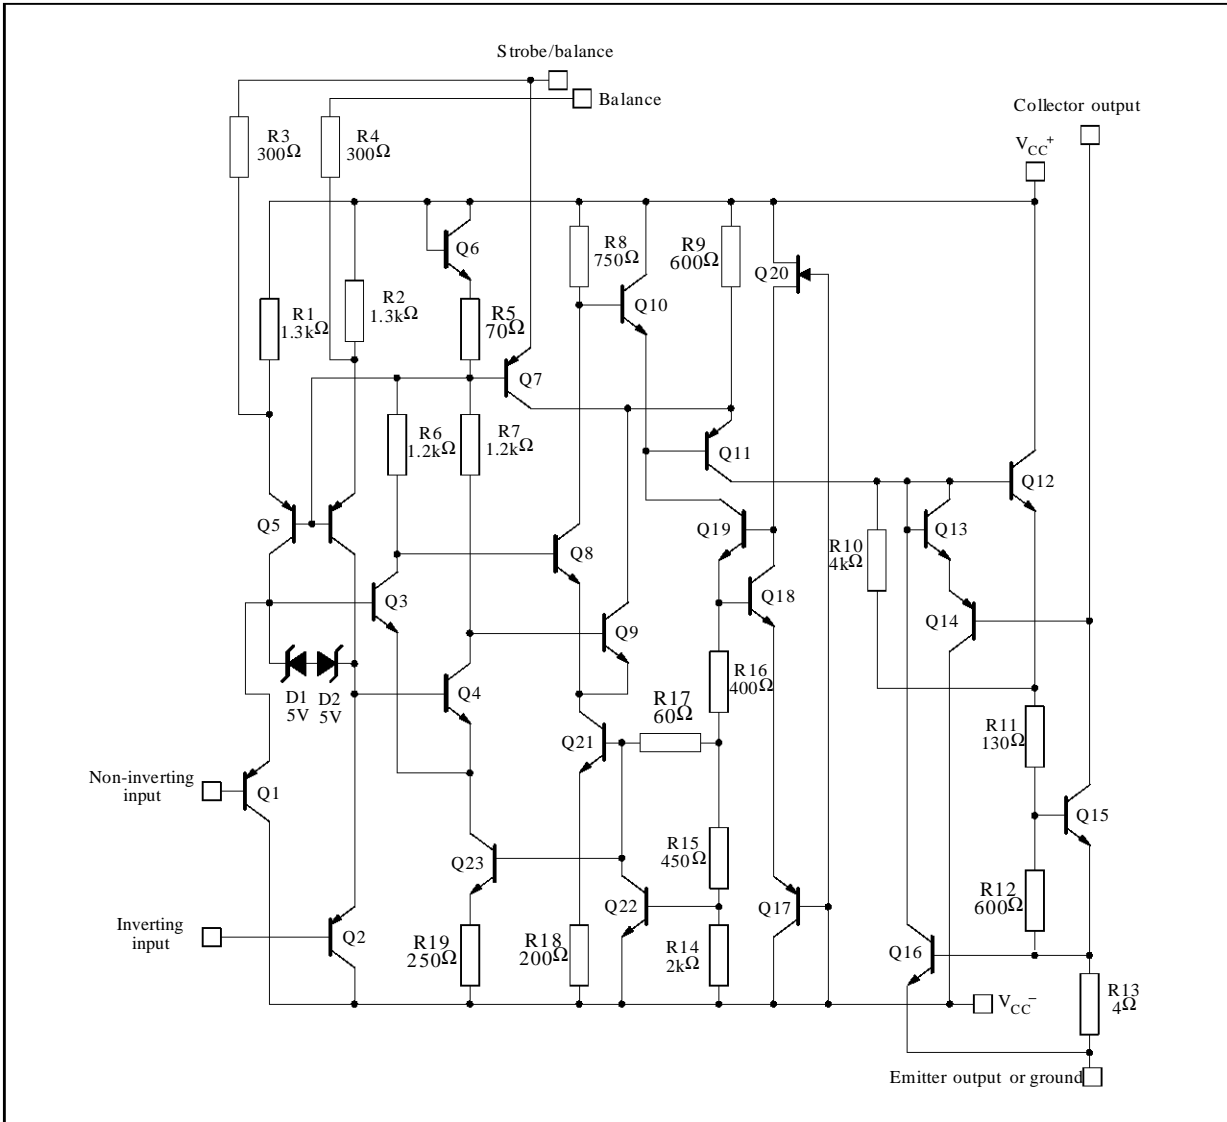 Strobe/balance
Balance
Collector output
V_CC+
R3
300Ω
R4
300Ω
Q6
R8
750Ω
R9
600Ω
Q20
Q10
R1
1.3kΩ
R2
1.3kΩ
R5
70Ω
Q7
R6
1.2kΩ
R7
1.2kΩ
Q11
Q12
Q5
Q8
Q19
R10
4kΩ
Q13
Q3
Q18
Q14
Q9
D1
5V
D2
5V
Q4
R17
60Ω
R16
400Ω
R11
130Ω
Q21
Non-inverting
input
Q1
Q15
Q23
R15
450Ω
Inverting
input
Q2
R19
250Ω
R18
200Ω
Q22
R14
2kΩ
Q17
Q16
R12
600Ω
R13
4Ω
V_CC−
Emitter output or ground